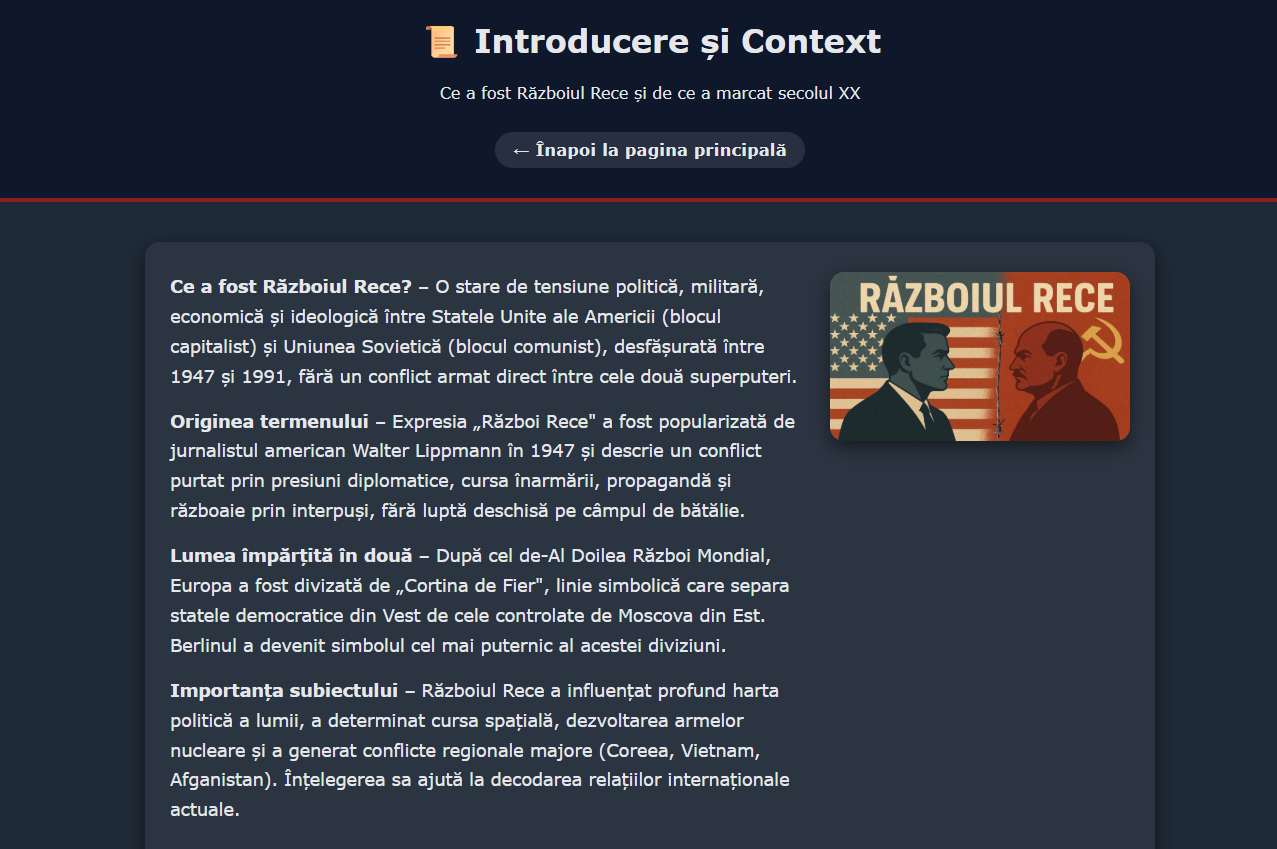 📜 Introducere și Context
Ce a fost Războiul Rece și de ce a marcat secolul XX
← Înapoi la pagina principală
Ce a fost Războiul Rece? – O stare de tensiune politică, militară,
economică și ideologică între Statele Unite ale Americii (blocul
capitalist) și Uniunea Sovietică (blocul comunist), desfășurată între
1947 și 1991, fără un conflict armat direct între cele două superputeri.
Originea termenului – Expresia „Război Rece" a fost popularizată de
jurnalistul american Walter Lippmann în 1947 și descrie un conflict
purtat prin presiuni diplomatice, cursa înarmării, propagandă și
războaie prin interpuși, fără luptă deschisă pe câmpul de bătălie.
Lumea împărțită în două – După cel de-Al Doilea Război Mondial,
Europa a fost divizată de „Cortina de Fier", linie simbolică care separa
statele democratice din Vest de cele controlate de Moscova din Est.
Berlinul a devenit simbolul cel mai puternic al acestei diviziuni.
Importanța subiectului – Războiul Rece a influențat profund harta
politică a lumii, a determinat cursa spațială, dezvoltarea armelor
nucleare și a generat conflicte regionale majore (Coreea, Vietnam,
Afganistan). Înțelegerea sa ajută la decodarea relațiilor internaționale
actuale.
RĂZBOIUL RECE